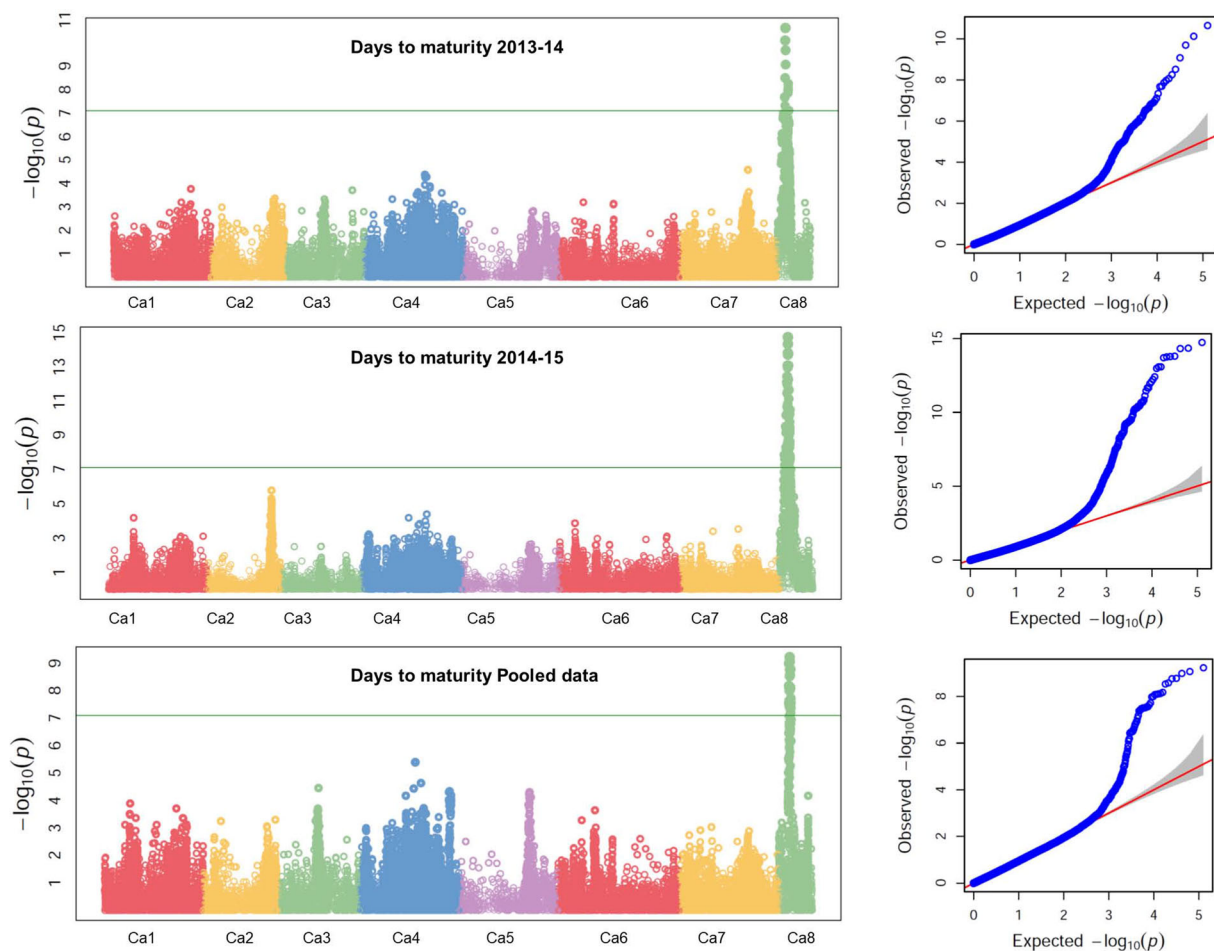 Days to maturity 2013-14
−log₁₀(p)
11
9
8
7
6
5
4
3
2
1
Ca1 Ca2 Ca3 Ca4 Ca5 Ca6 Ca7 Ca8
Observed −log₁₀(p)
10
8
6
4
2
0
0 1 2 3 4 5
Expected −log₁₀(p)
Days to maturity 2014-15
−log₁₀(p)
15
13
11
9
7
5
3
1
Ca1 Ca2 Ca3 Ca4 Ca5 Ca6 Ca7 Ca8
Observed −log₁₀(p)
15
10
5
0
0 1 2 3 4 5
Expected −log₁₀(p)
Days to maturity Pooled data
−log₁₀(p)
9
8
7
6
5
4
3
2
1
Ca1 Ca2 Ca3 Ca4 Ca5 Ca6 Ca7 Ca8
Observed −log₁₀(p)
8
6
4
2
0
0 1 2 3 4 5
Expected −log₁₀(p)